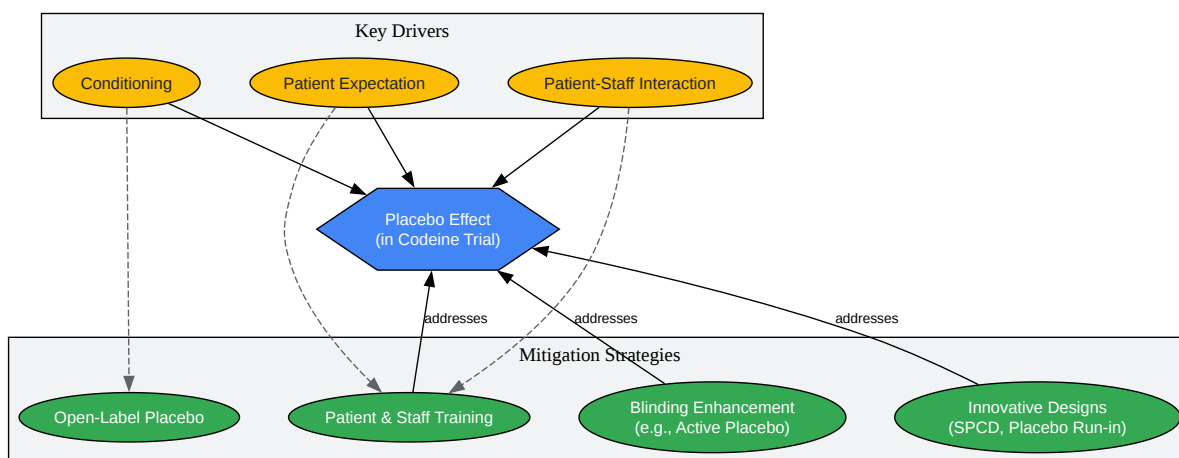 Key Drivers
Conditioning
Patient Expectation
Patient-Staff Interaction
Placebo Effect
(in Codeine Trial)
addresses
addresses
addresses
Mitigation Strategies
Open-Label Placebo
Patient & Staff Training
Blinding Enhancement
(e.g., Active Placebo)
Innovative Designs
(SPCD, Placebo Run-in)